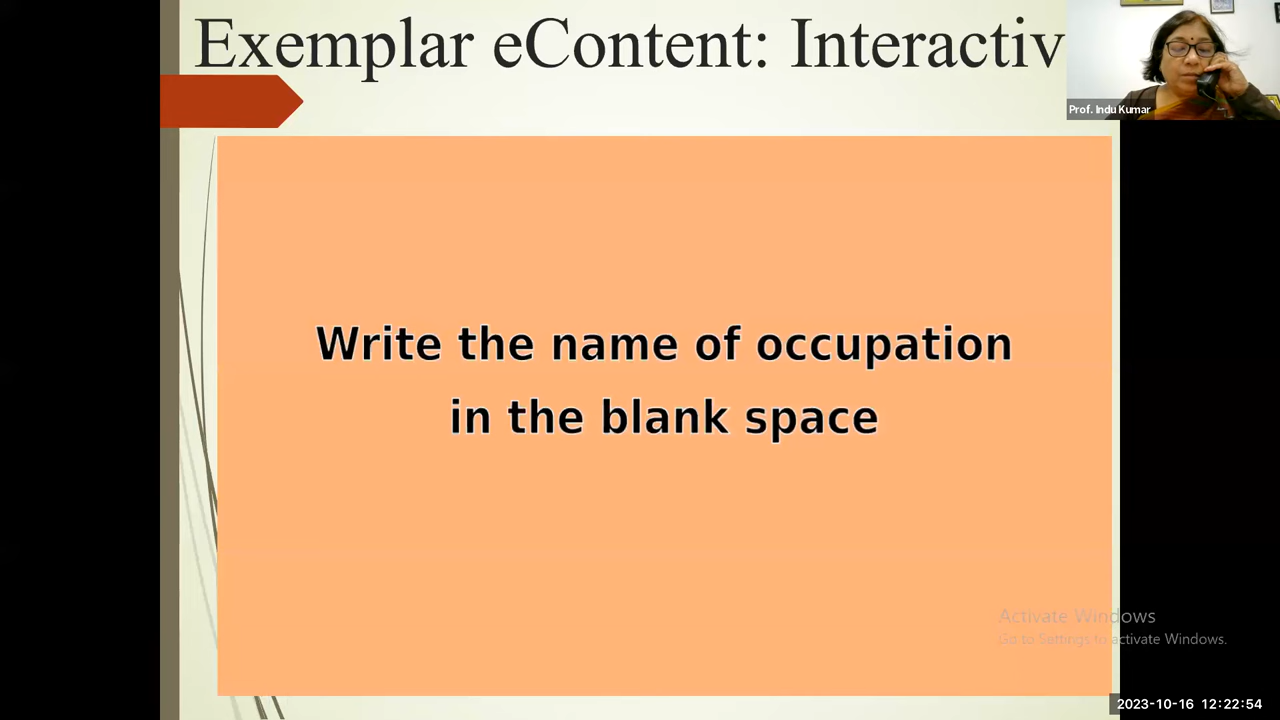 Exemplar eContent: Interactiv
Prof. Indu Kumar
Write the name of occupation
in the blank space
Activate Windows
Go to Settings to activate Windows.
2023-10-16 12:22:54